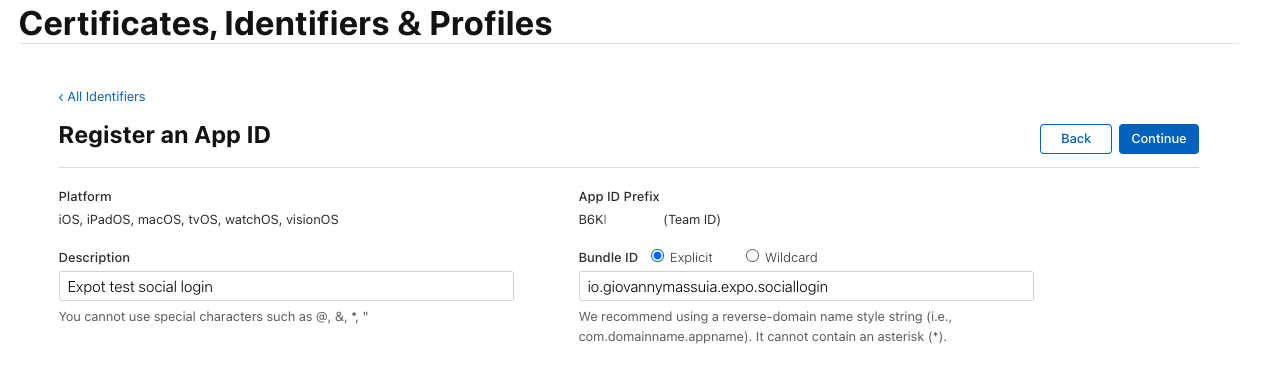 Certificates, Identifiers & Profiles
‹ All Identifiers
Register an App ID
Back
Continue
Platform
iOS, iPadOS, macOS, tvOS, watchOS, visionOS
App ID Prefix
(Team ID)
Description
Expot test social login
You cannot use special characters such as @, &, *, "
Bundle ID Explicit Wildcard
io.giovannymassuia.expo.sociallogin
We recommend using a reverse-domain name style string (i.e.,
com.domainname.appname). It cannot contain an asterisk (*).